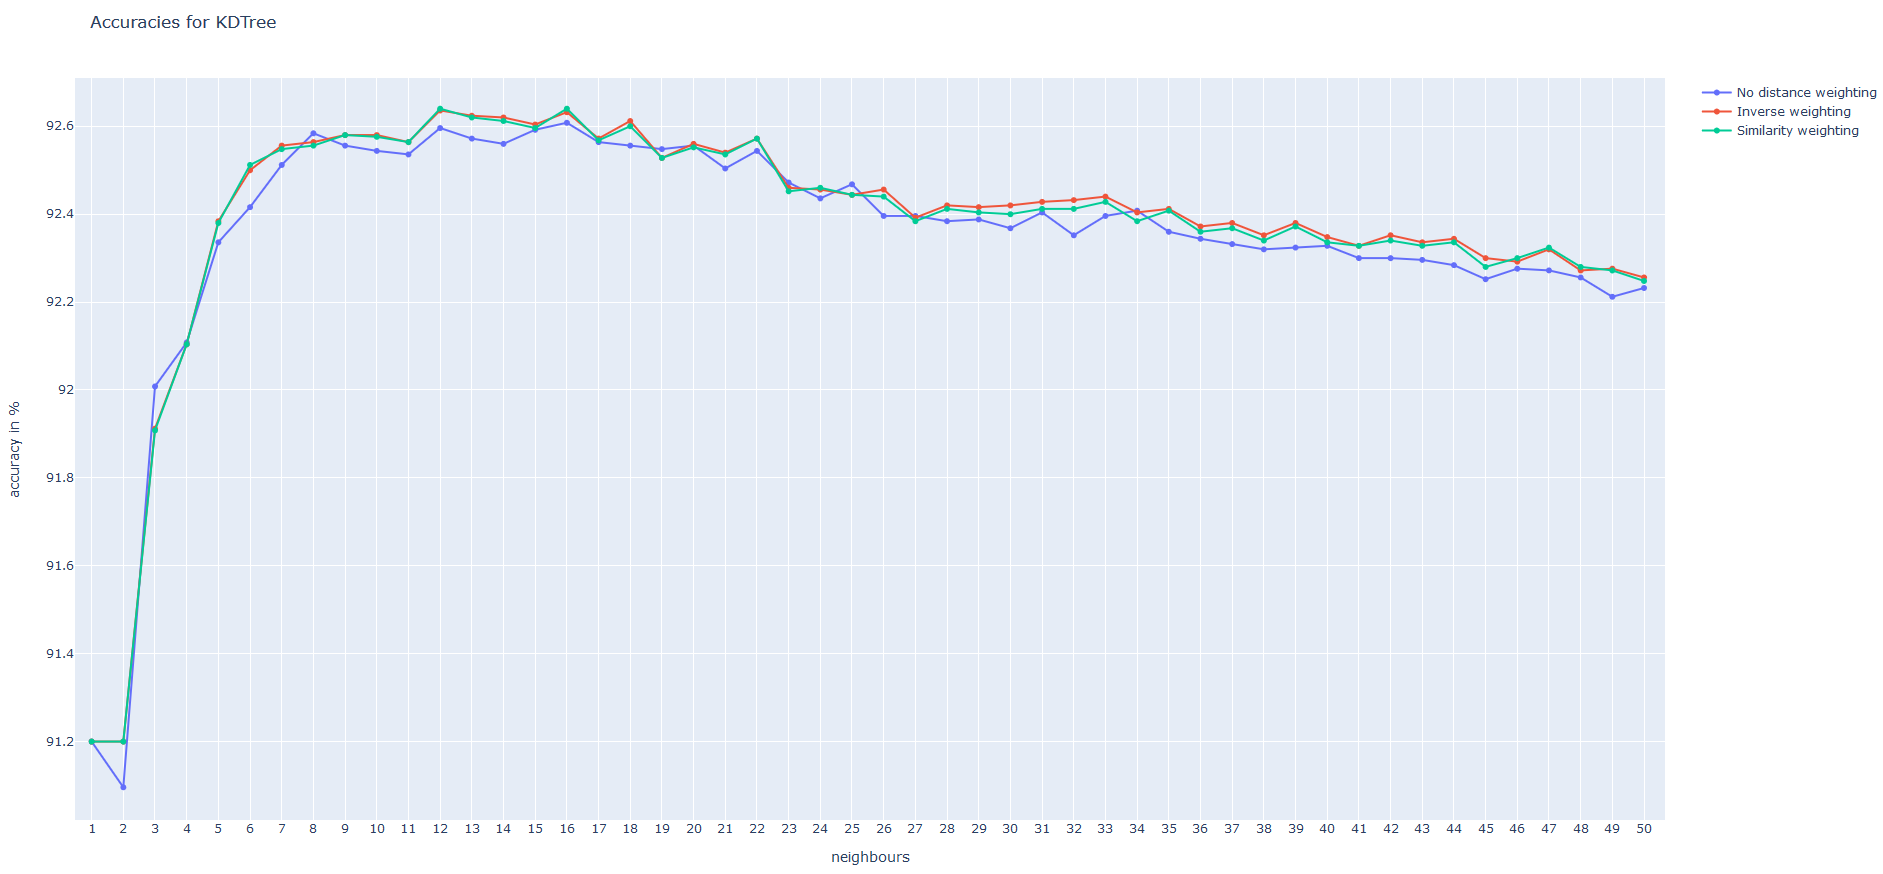 Accuracies for KDTree
No distance weighting
Inverse weighting
Similarity weighting
92.6
92.4
92.2
92
91.8
91.6
91.4
91.2
accuracy in %
1 2 3 4 5 6 7 8 9 10 11 12 13 14 15 16 17 18 19 20 21 22 23 24 25 26 27 28 29 30 31 32 33 34 35 36 37 38 39 40 41 42 43 44 45 46 47 48 49 50
neighbours